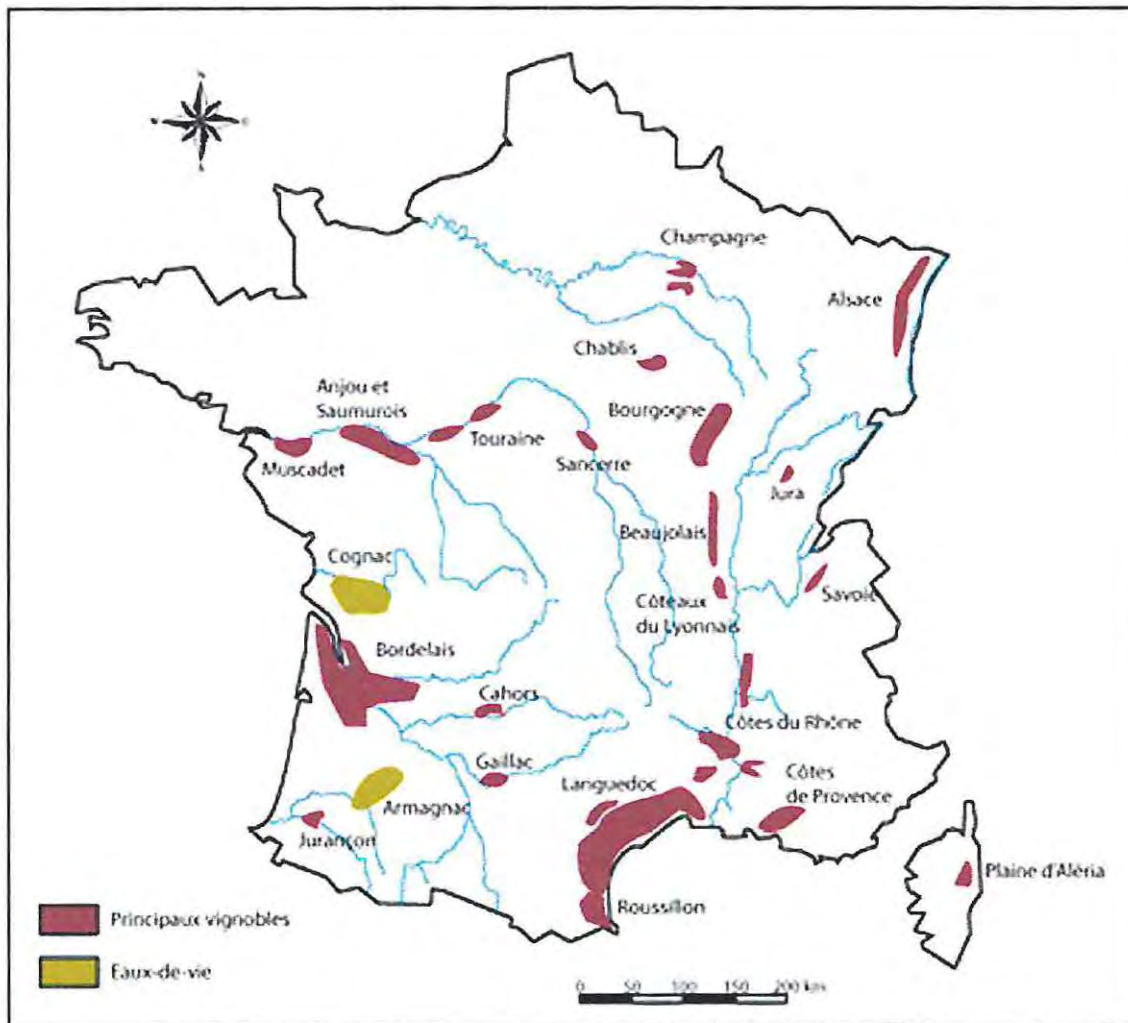 Champagne
Alsace
Chablis
Anjou et
Saumurois
Bourgogne
Touraine
Sancerre
Muscadet
Jura
Beaujolais
Cognac
Savoie
Côteaux
du Lyonnais
Bordelais
Cahors
Côtes du Rhône
Gaillac
Languedoc
Côtes
de Provence
Armagnac
Jurançon
Plaine d'Aléria
Roussillon
Principaux vignobles
Eaux-de-vie
0 50 100 150 200 km